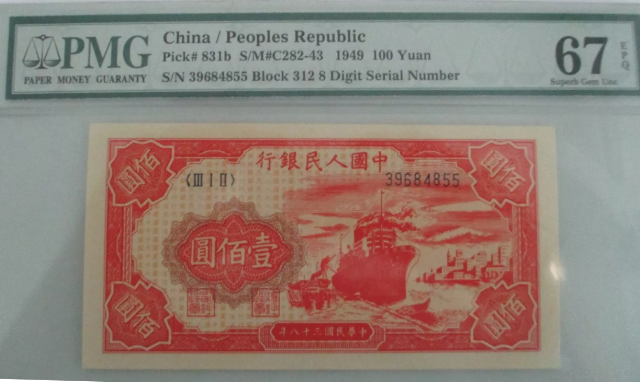 PMG
PAPER MONEY GUARANTY
China / Peoples Republic
Pick# 831b S/M#C282-43 1949 100 Yuan
S/N 39684855 Block 312 8 Digit Serial Number
67 EPQ
Superb Gem Unc
行銀民人國中
〈III I II〉
39684855
圓佰壹
佰圓
佰圓
佰圓
佰圓
年八十三國民華中